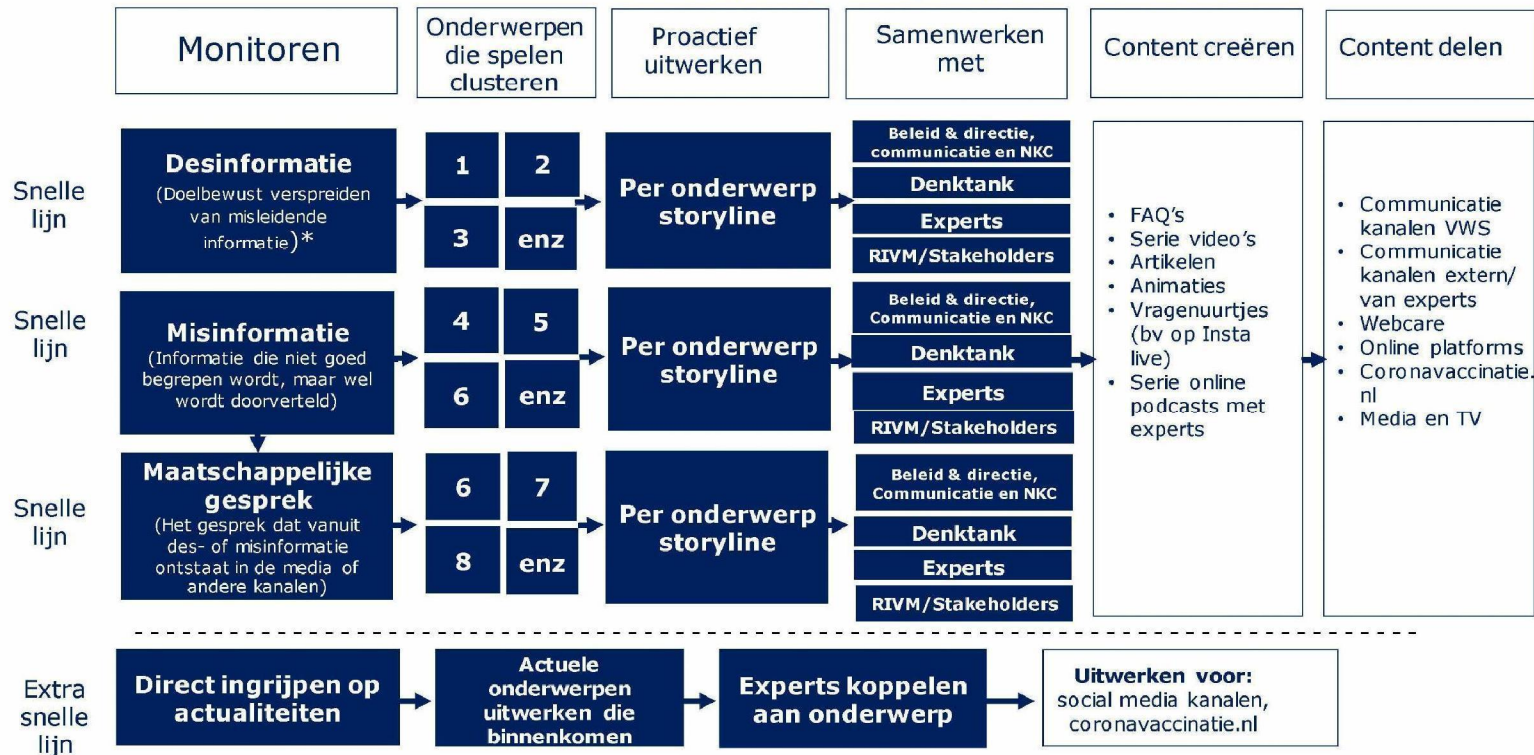 Monitoren
Onderwerpen
die spelen
clusteren
Proactief
uitwerken
Samenwerken
met
Content creëren
Content delen
Snelle
lijn
Desinformatie
(Doelbewust verspreiden
van misleidende
informatie)*
1
2
3
enz
Per onderwerp
storyline
Beleid & directie,
communicatie en NKC
Denktank
Experts
RIVM/Stakeholders
Snelle
lijn
Misinformatie
(Informatie die niet goed
begrepen wordt, maar wel
wordt doorverteld)
4
5
6
enz
Per onderwerp
storyline
Beleid & directie,
Communicatie en NKC
Denktank
Experts
RIVM/Stakeholders
Snelle
lijn
Maatschappelijke
gesprek
(Het gesprek dat vanuit
des- of misinformatie
ontstaat in de media of
andere kanalen)
6
7
8
enz
Per onderwerp
storyline
Beleid & directie,
Communicatie en NKC
Denktank
Experts
RIVM/Stakeholders
• FAQ's
• Serie video's
• Artikelen
• Animaties
• Vragenuurtjes
(bv op Insta
live)
• Serie online
podcasts met
experts
• Communicatie
kanalen VWS
• Communicatie
kanalen extern/
van experts
• Webcare
• Online platforms
• Coronavaccinatie.
nl
• Media en TV
Extra
snelle
lijn
Direct ingrijpen op
actualiteiten
Actuele
onderwerpen
uitwerken die
binnenkomen
Experts koppelen
aan onderwerp
Uitwerken voor:
social media kanalen,
coronavaccinatie.nl